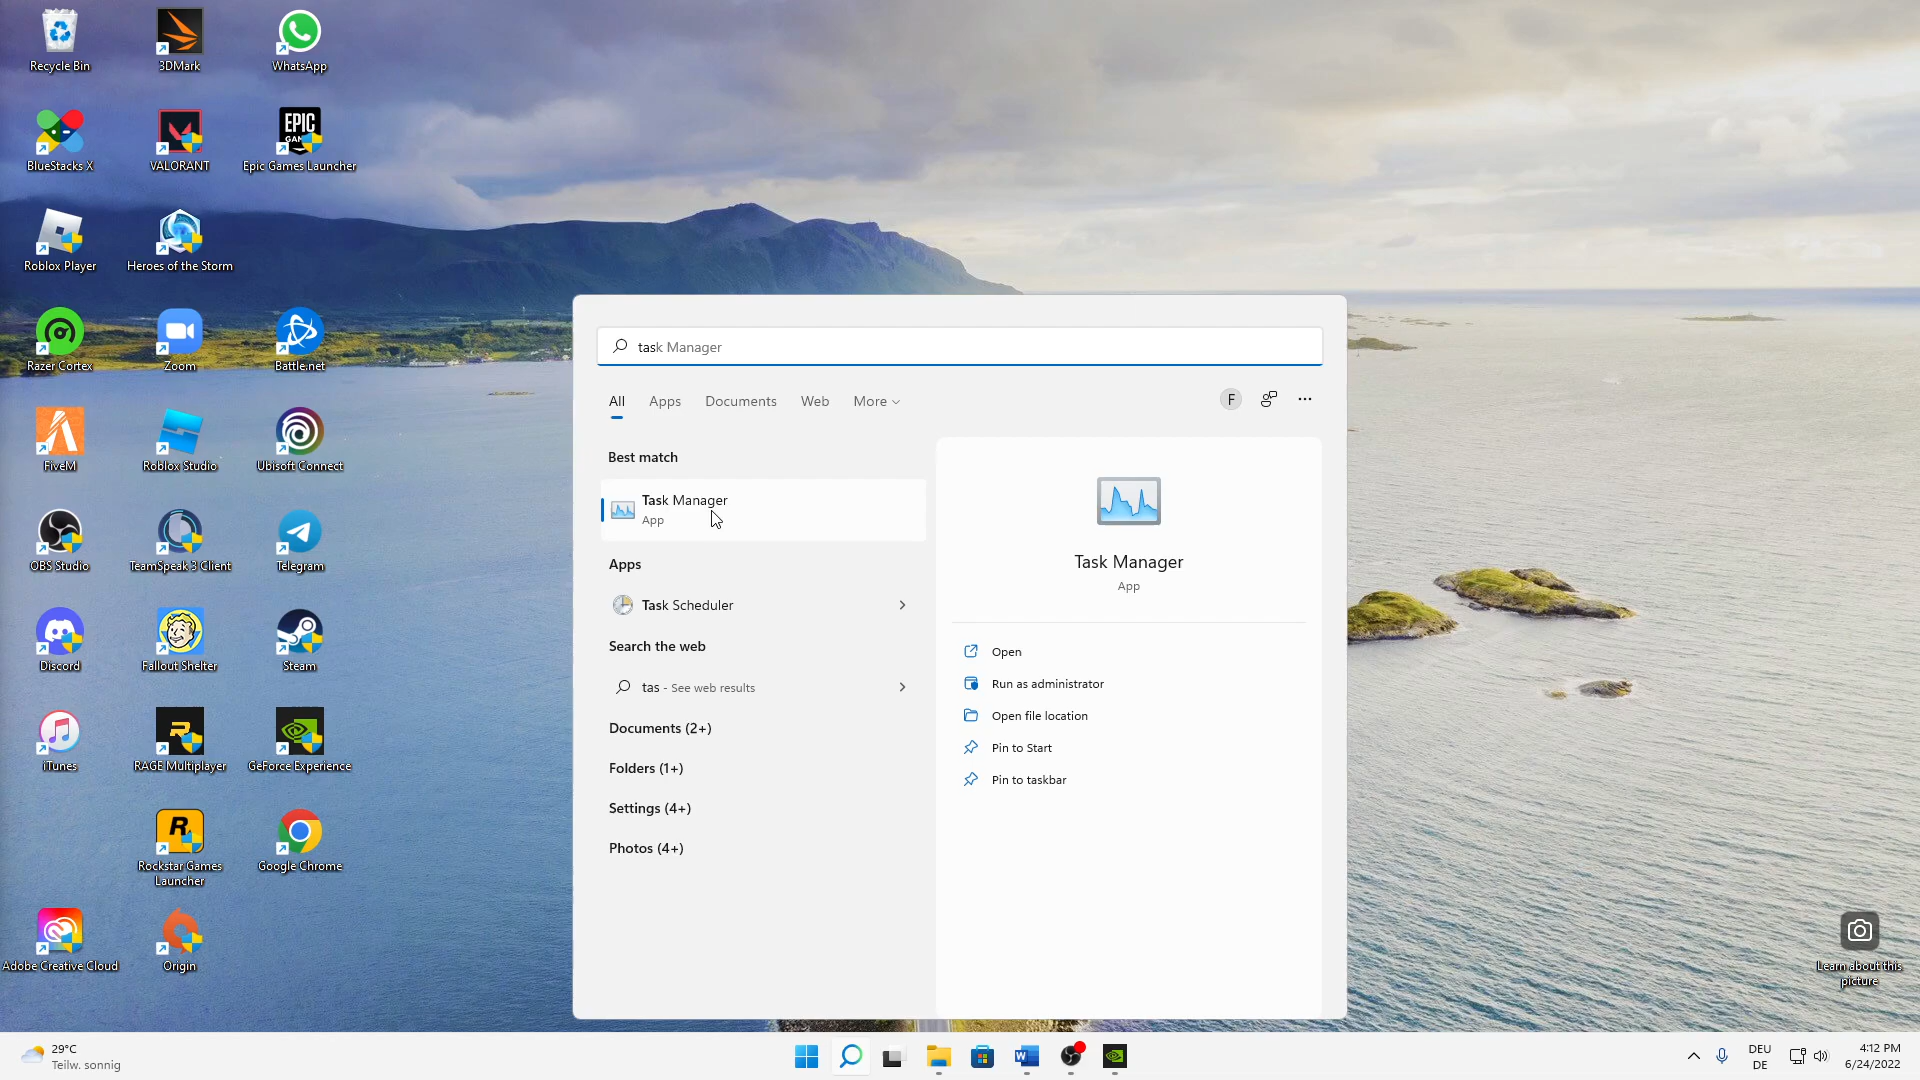 Recycle Bin
3DMark
WhatsApp
BlueStacks X
VALORANT
EPIC
GAMES
Epic Games Launcher
Roblox Player
Heroes of the Storm
Razer Cortex
Zoom
Battle.net
FiveM
Roblox Studio
Ubisoft Connect
OBS Studio
TeamSpeak 3 Client
Telegram
Discord
Fallout Shelter
Steam
iTunes
RAGE Multiplayer
GeForce Experience
Rockstar Games
Launcher
Google Chrome
Adobe Creative Cloud
Origin
task Manager
All
Apps
Documents
Web
More
F
Best match
Task Manager
App
Apps
Task Scheduler
Search the web
tas - See web results
Documents (2+)
Folders (1+)
Settings (4+)
Photos (4+)
Task Manager
App
Open
Run as administrator
Open file location
Pin to Start
Pin to taskbar
Learn about this
picture
29°C
Teilw. sonnig
DEU
DE
4:12 PM
6/24/2022